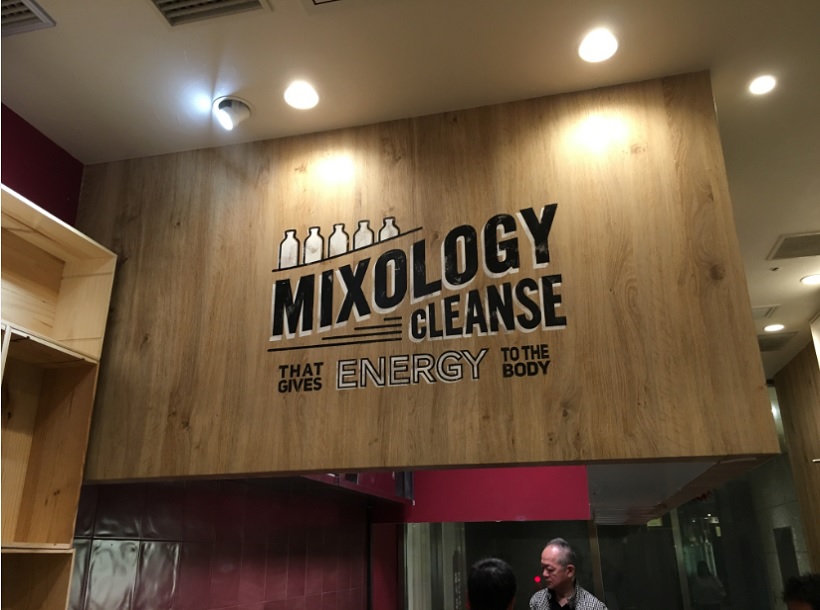 MIXOLOGY
CLEANSE
THAT GIVES ENERGY TO THE BODY